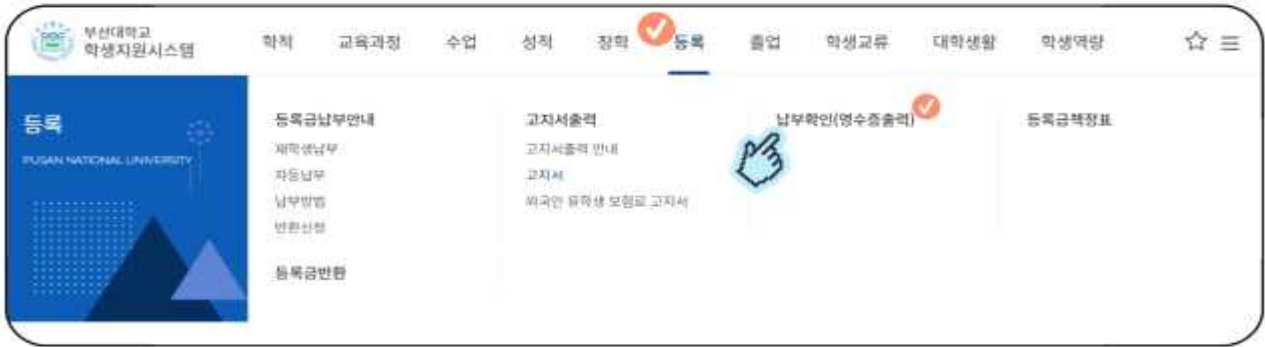 부산대학교
학생지원시스템
학적 교육과정 수업 성적 장학 등록 졸업 학생교류 대학생활 학생역량
등록
PUSAN NATIONAL UNIVERSITY
등록금납부안내
재학생납부
차등납부
납부방법
반환신청
등록금반환
고지서출력
고지서출력 안내
고지서
외국인 유학생 보험료 고지서
납부확인(영수증출력)
등록금책정표